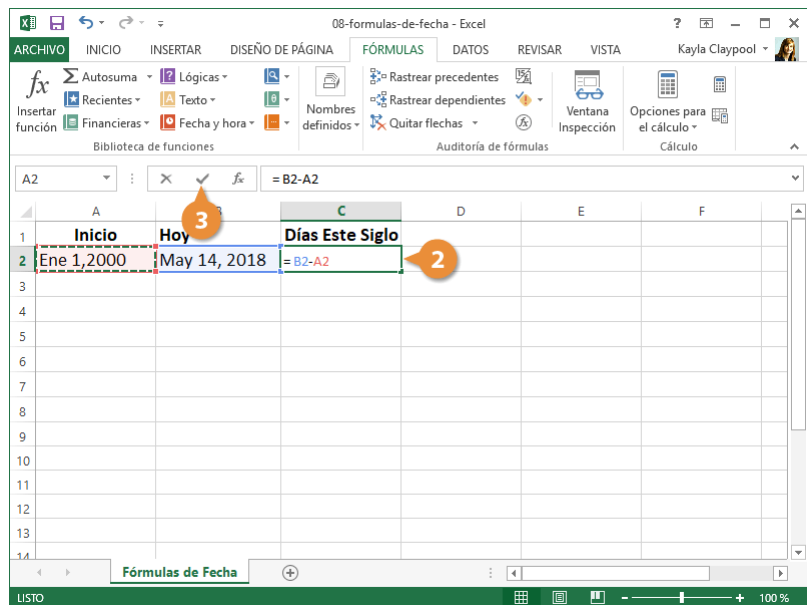 08-formulas-de-fecha - Excel
ARCHIVO INICIO INSERTAR DISEÑO DE PÁGINA FÓRMULAS DATOS REVISAR VISTA Kayla Claypool
Insertar función
Autosuma
Recientes
Financieras
Lógicas
Texto
Fecha y hora
Nombres definidos
Rastrear precedentes
Rastrear dependientes
Quitar flechas
Ventana Inspección
Opciones para el cálculo
Biblioteca de funciones Auditoría de fórmulas Cálculo
A2 fx = B2-A2
3
A C D E F
1 Inicio Hoy Días Este Siglo
2 Ene 1,2000 May 14, 2018 = B2-A2 2
3
4
5
6
7
8
9
10
11
12
13
14
Fórmulas de Fecha
LISTO 100 %